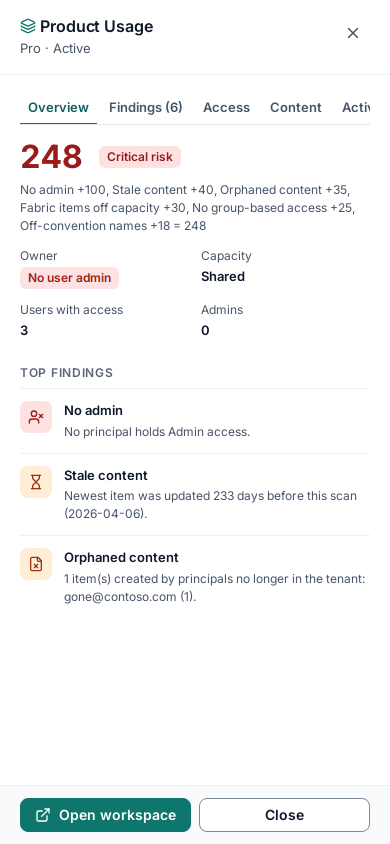 Product Usage
Pro · Active
Overview Findings (6) Access Content
248 Critical risk
No admin +100, Stale content +40, Orphaned content +35,
Fabric items off capacity +30, No group-based access +25,
Off-convention names +18 = 248
Owner Capacity
No user admin Shared
Users with access Admins
3 0
TOP FINDINGS
No admin
No principal holds Admin access.
Stale content
Newest item was updated 233 days before this scan
(2026-04-06).
Orphaned content
1 item(s) created by principals no longer in the tenant:
gone@contoso.com (1).
Open workspace Close